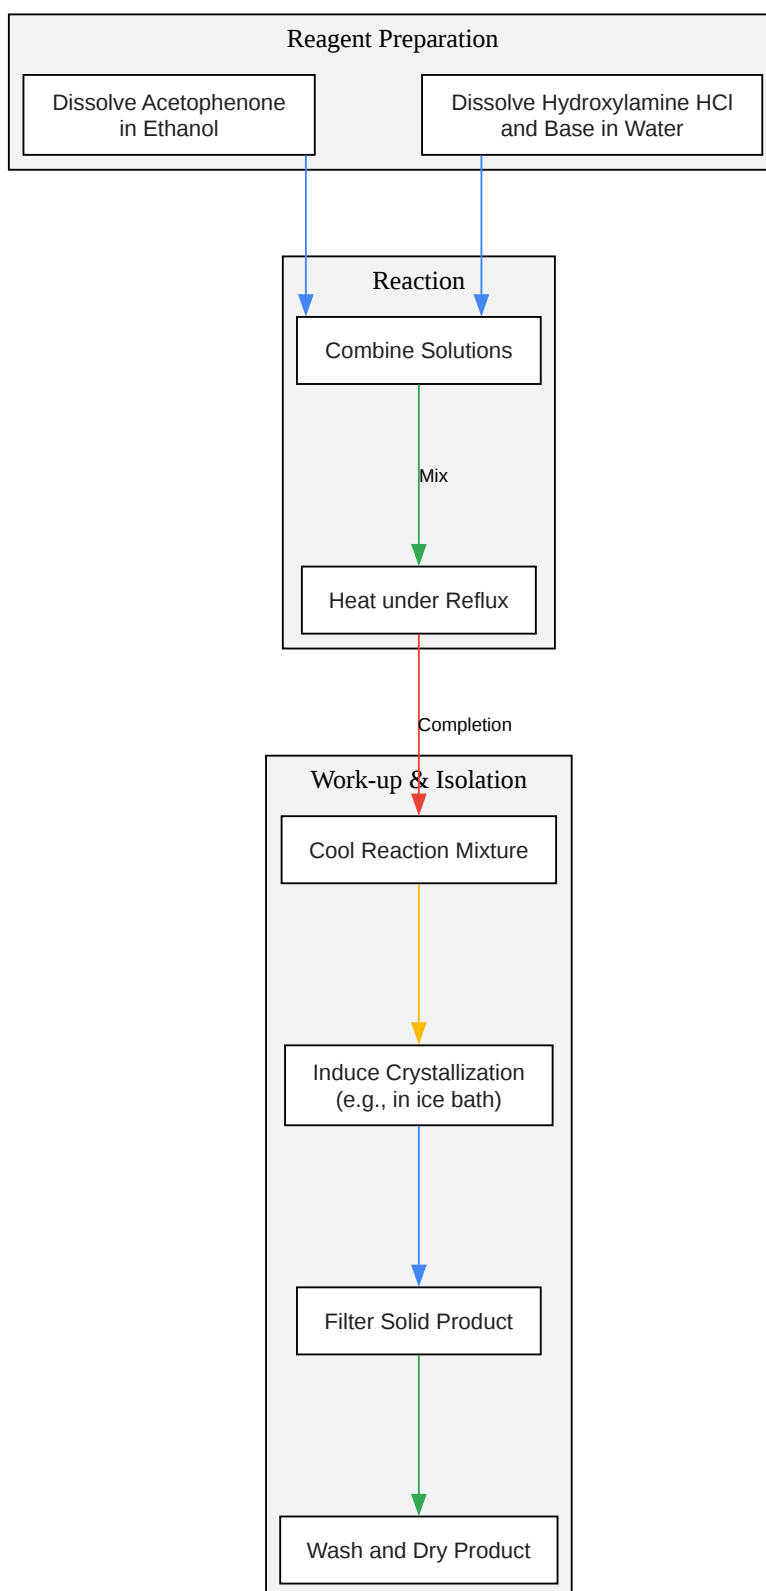 Reagent Preparation
Dissolve Acetophenone
in Ethanol
Dissolve Hydroxylamine HCl
and Base in Water
Reaction
Combine Solutions
Mix
Heat under Reflux
Completion
Work-up & Isolation
Cool Reaction Mixture
Induce Crystallization
(e.g., in ice bath)
Filter Solid Product
Wash and Dry Product